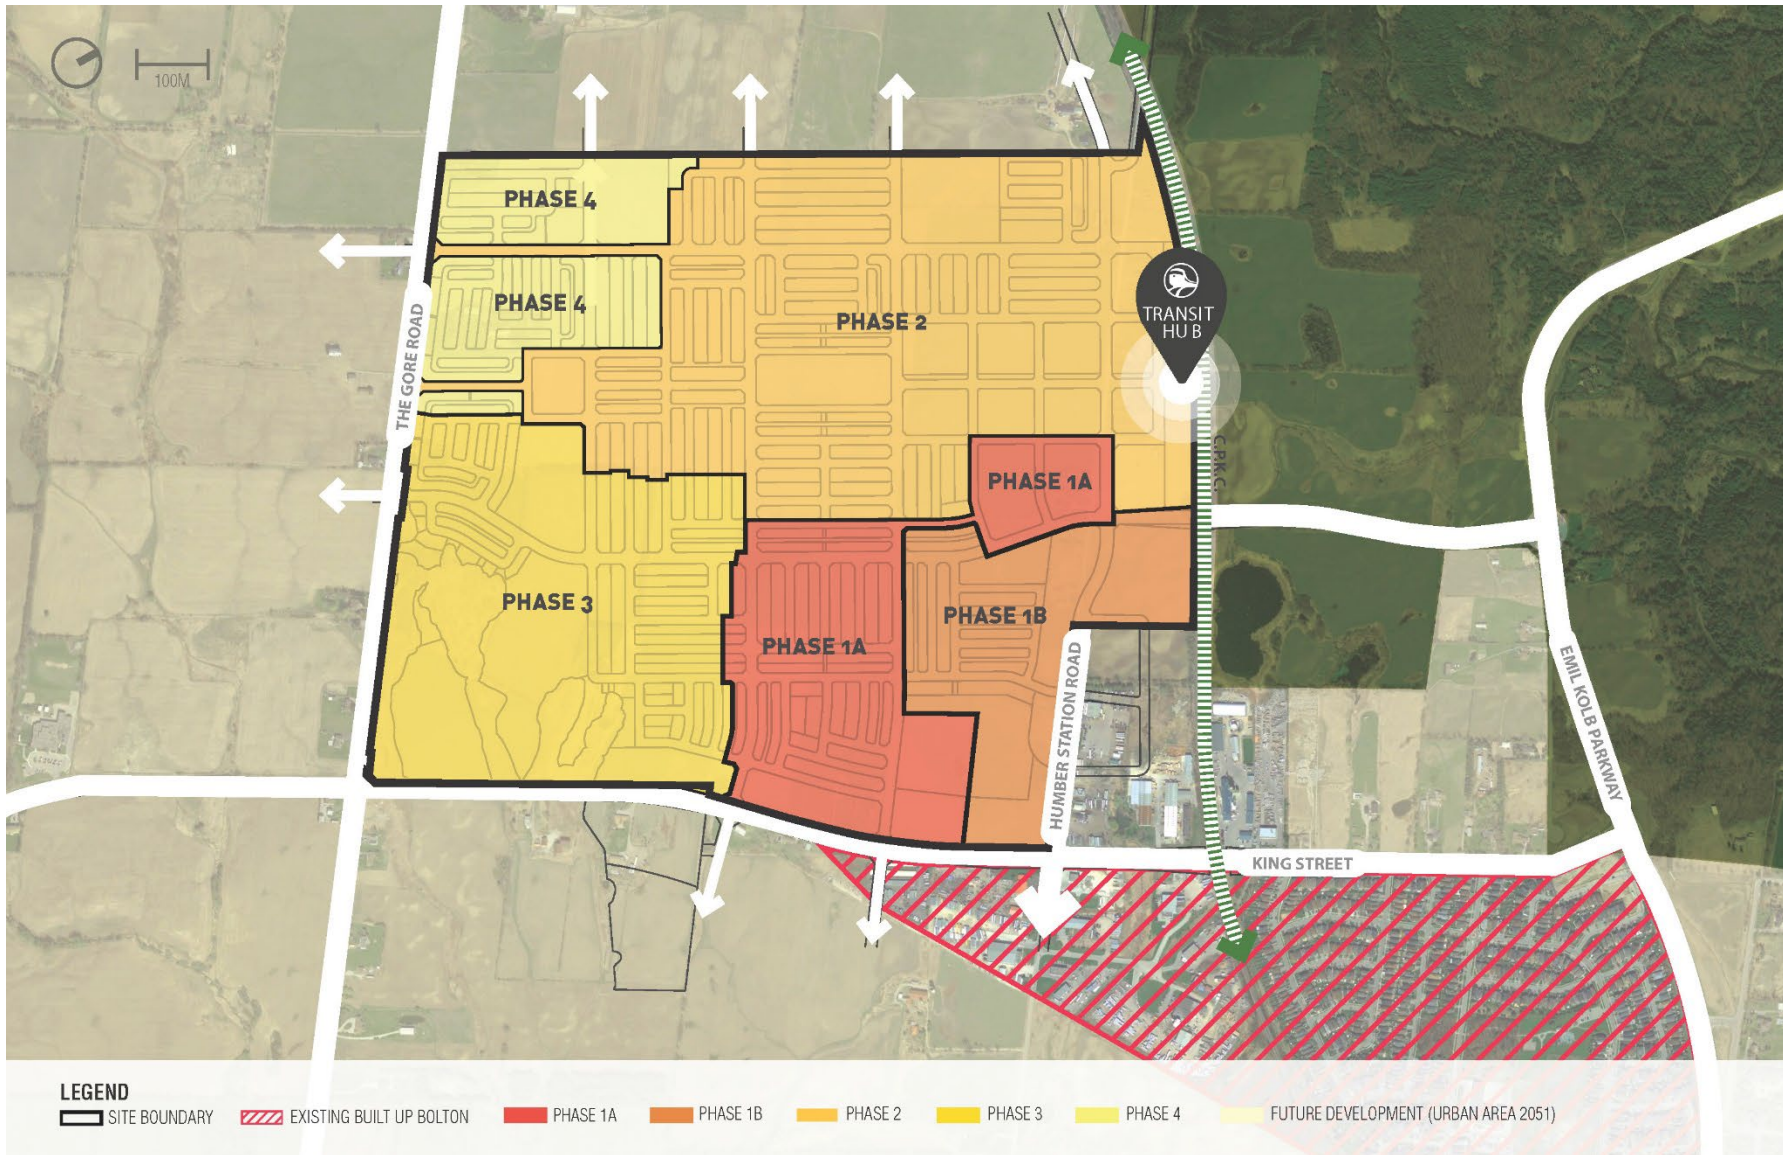 100M
PHASE 4
PHASE 4
PHASE 2
TRANSIT
HUB
THE GORE ROAD
C.P.K.C.
PHASE 1A
PHASE 3
PHASE 1B
PHASE 1A
HUMBER STATION ROAD
EMIL KOLB PARKWAY
KING STREET
LEGEND
SITE BOUNDARY
EXISTING BUILT UP BOLTON
PHASE 1A
PHASE 1B
PHASE 2
PHASE 3
PHASE 4
FUTURE DEVELOPMENT (URBAN AREA 2051)